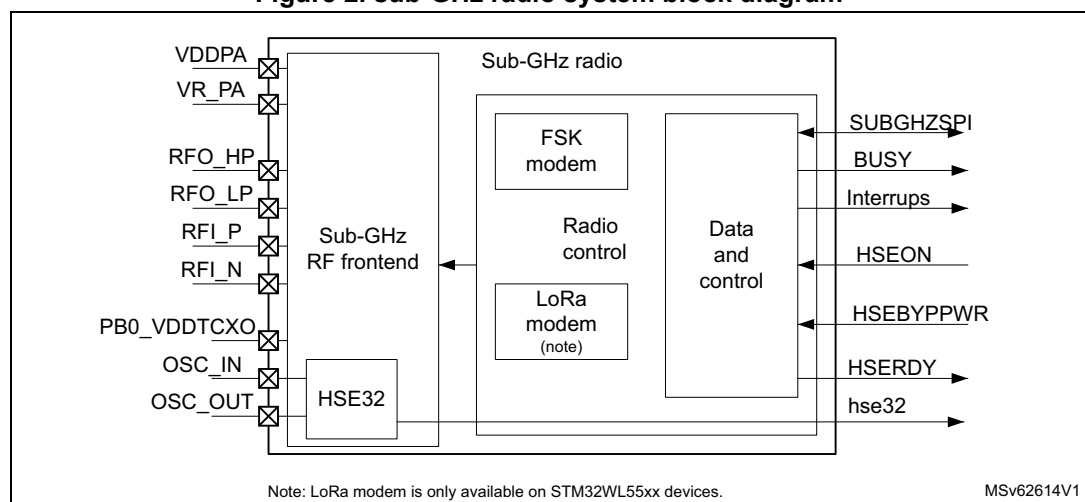 Figure 2. Sub-GHz radio system block diagram
VDDPA
VR_PA
RFO_HP
RFO_LP
RFI_P
RFI_N
PB0_VDDTCXO
OSC_IN
OSC_OUT
Sub-GHz
RF frontend
HSE32
Sub-GHz radio
FSK
modem
Radio
control
LoRa
modem
(note)
Data
and
control
SUBGHZSPI
BUSY
Interrups
HSEON
HSEBYPPWR
HSERDY
hse32
Note: LoRa modem is only available on STM32WL55xx devices.
MSv62614V1